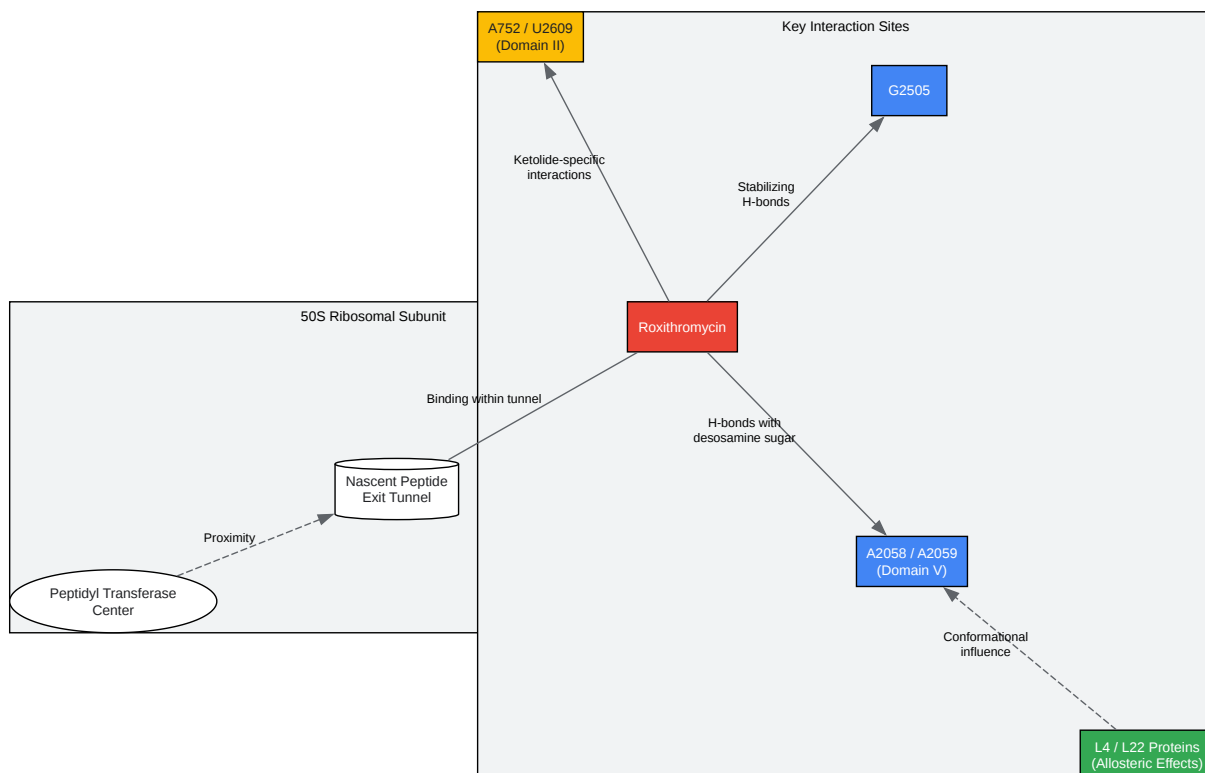 A752 / U2609
(Domain II)
Key Interaction Sites
G2505
Ketolide-specific
interactions
Stabilizing
H-bonds
50S Ribosomal Subunit
Roxithromycin
Binding within tunnel
H-bonds with
desosamine sugar
Nascent Peptide
Exit Tunnel
Proximity
A2058 / A2059
(Domain V)
Peptidyl Transferase
Center
Conformational
influence
L4 / L22 Proteins
(Allosteric Effects)